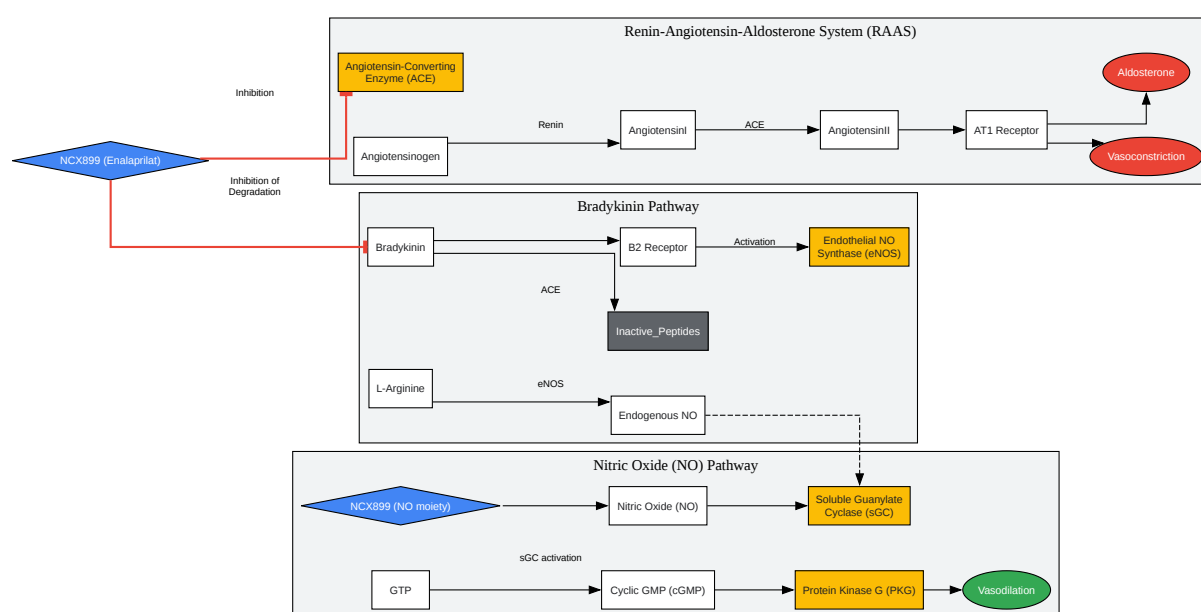 Renin-Angiotensin-Aldosterone System (RAAS)
Angiotensin-Converting
Enzyme (ACE)
Aldosterone
Inhibition
Renin
AngiotensinI
ACE
AngiotensinII
AT1 Receptor
Angiotensinogen
Vasoconstriction
NCX899 (Enalaprilat)
Inhibition of
Degradation
Bradykinin Pathway
Bradykinin
B2 Receptor
Activation
Endothelial NO
Synthase (eNOS)
ACE
Inactive_Peptides
L-Arginine
eNOS
Endogenous NO
Nitric Oxide (NO) Pathway
NCX899 (NO moiety)
Nitric Oxide (NO)
Soluble Guanylate
Cyclase (sGC)
sGC activation
GTP
Cyclic GMP (cGMP)
Protein Kinase G (PKG)
Vasodilation